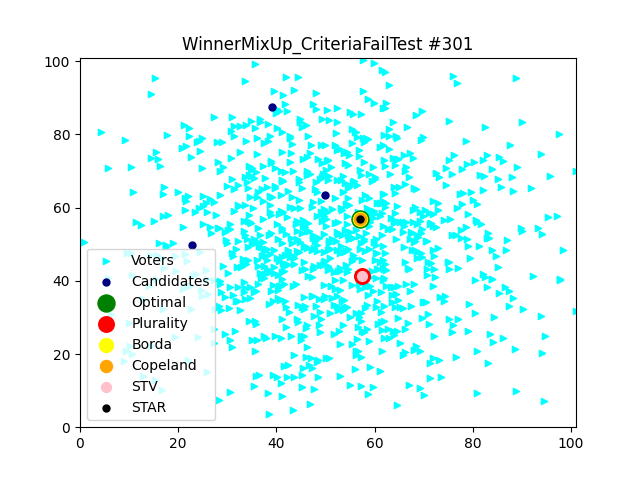 WinnerMixUp_CriteriaFailTest #301
100
80
60
40
20
0
Voters
Candidates
Optimal
Plurality
Borda
Copeland
STV
STAR
0 20 40 60 80 100